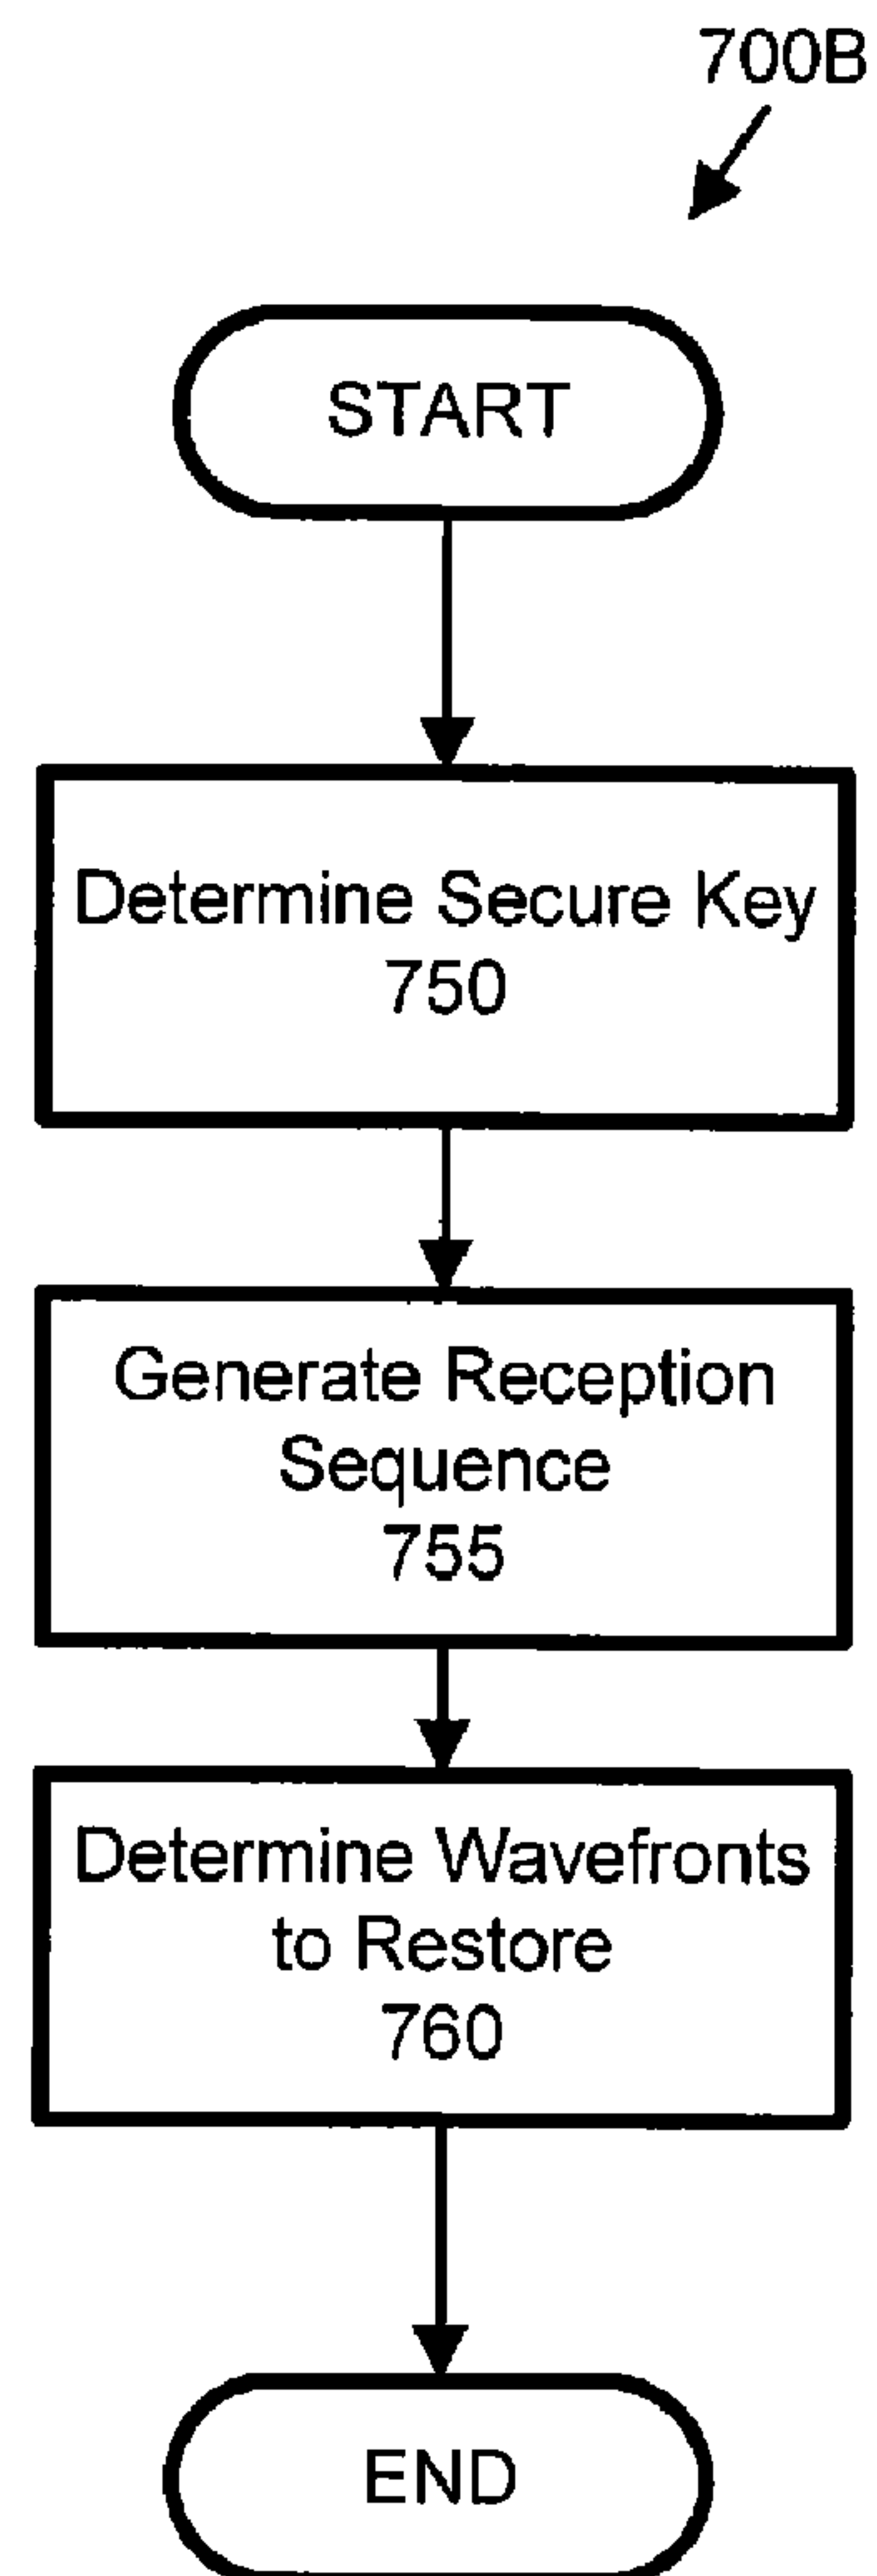 700B
START
Determine Secure Key
750
Generate Reception
Sequence
755
Determine Wavefronts
to Restore
760
END